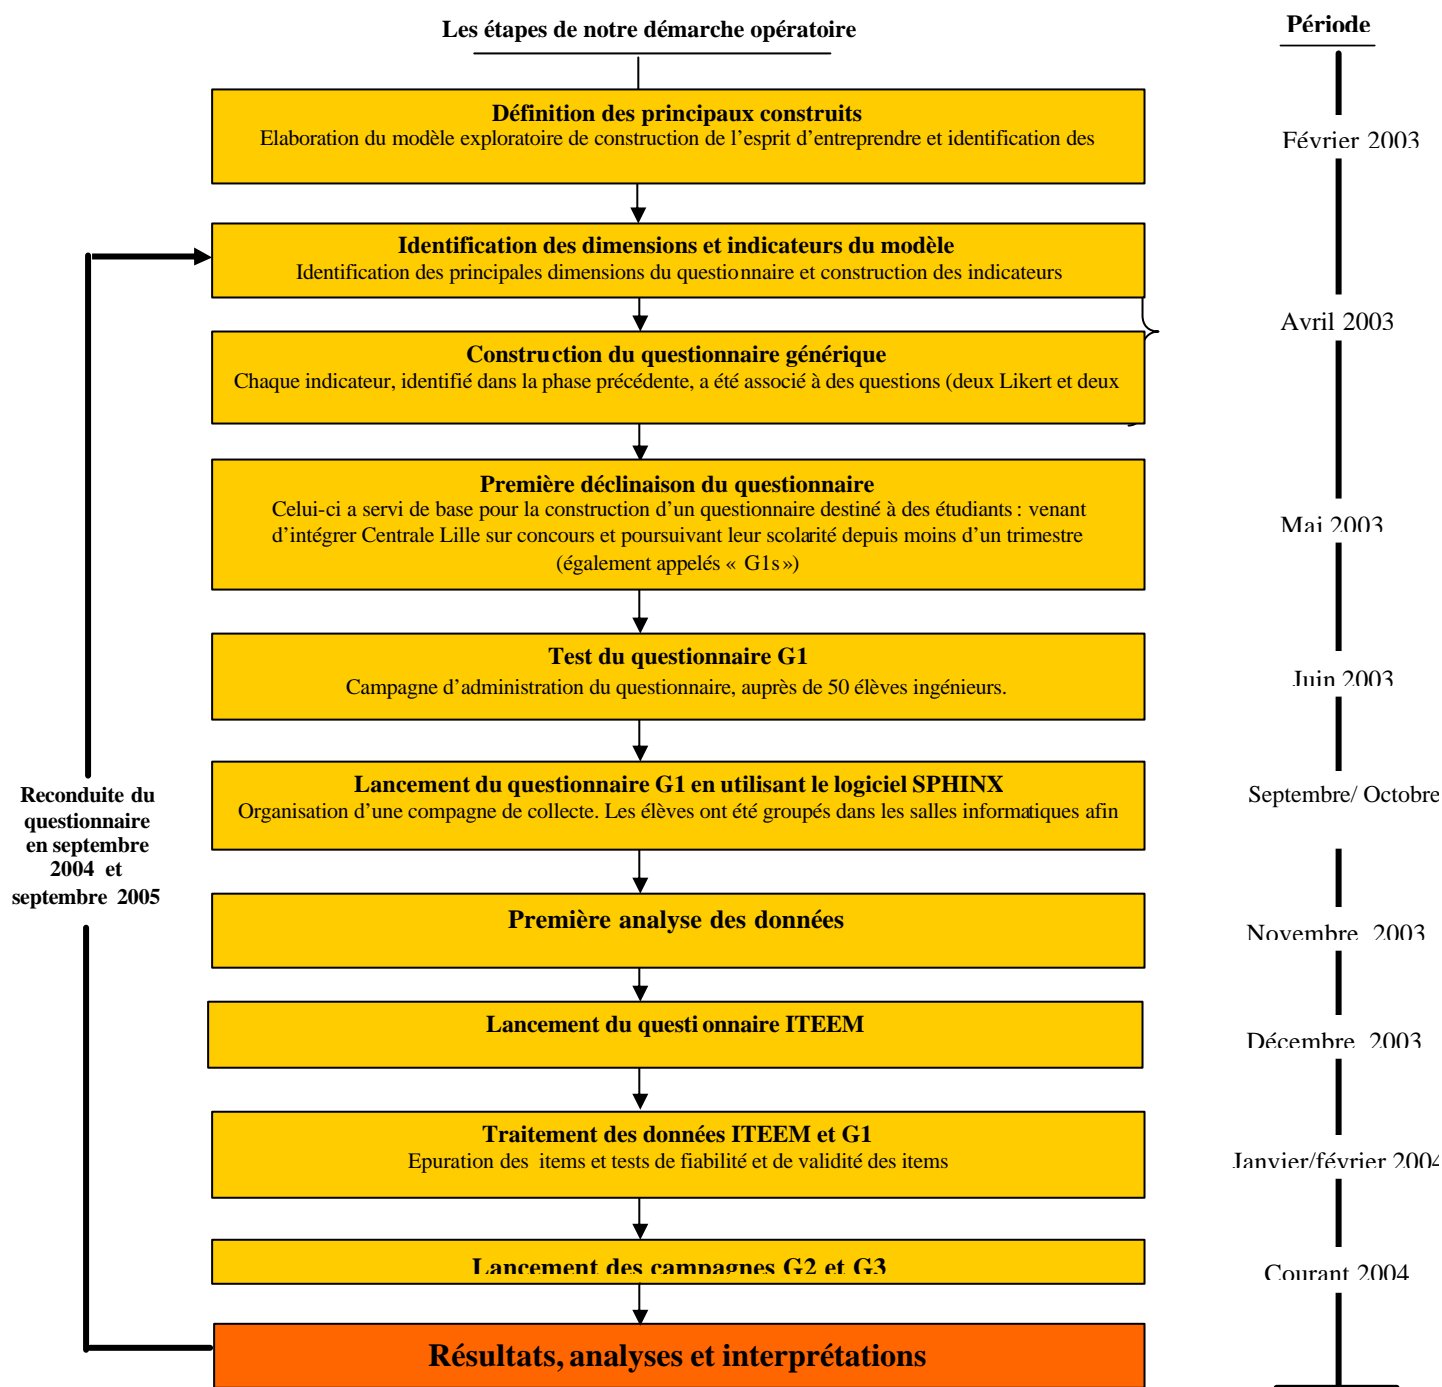 Les étapes de notre démarche opératoire
Période
Définition des principaux construits
Elaboration du modèle exploratoire de construction de l'esprit d'entreprendre et identification des
Février 2003
Identification des dimensions et indicateurs du modèle
Identification des principales dimensions du questionnaire et construction des indicateurs
Avril 2003
Construction du questionnaire générique
Chaque indicateur, identifié dans la phase précédente, a été associé à des questions (deux Likert et deux
Première déclinaison du questionnaire
Celui-ci a servi de base pour la construction d'un questionnaire destiné à des étudiants : venant
d'intégrer Centrale Lille sur concours et poursuivant leur scolarité depuis moins d'un trimestre
(également appelés « G1s »)
Mai 2003
Test du questionnaire G1
Campagne d'administration du questionnaire, auprès de 50 élèves ingénieurs.
Juin 2003
Lancement du questionnaire G1 en utilisant le logiciel SPHINX
Organisation d'une compagne de collecte. Les élèves ont été groupés dans les salles informatiques afin
Septembre/ Octobre
Reconduite du
questionnaire
en septembre
2004 et
septembre 2005
Première analyse des données
Novembre 2003
Lancement du questi onnaire ITEEM
Décembre 2003
Traitement des données ITEEM et G1
Epuration des items et tests de fiabilité et de validité des items
Janvier/février 2004
Lancement des campagnes G2 et G3
Courant 2004
Résultats, analyses et interprétations